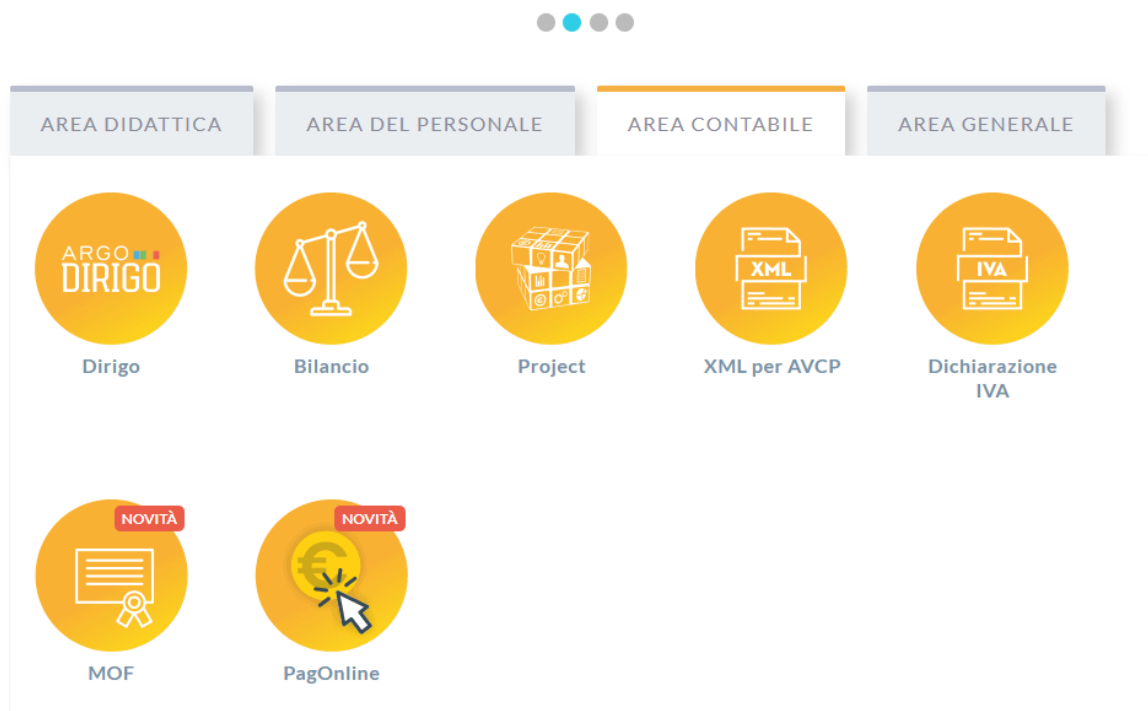 AREA DIDATTICA
AREA DEL PERSONALE
AREA CONTABILE
AREA GENERALE
ARGO
DIRIGO
XML
IVA
Dirigo
Bilancio
Project
XML per AVCP
Dichiarazione
IVA
NOVITÀ
NOVITÀ
€
MOF
PagOnline